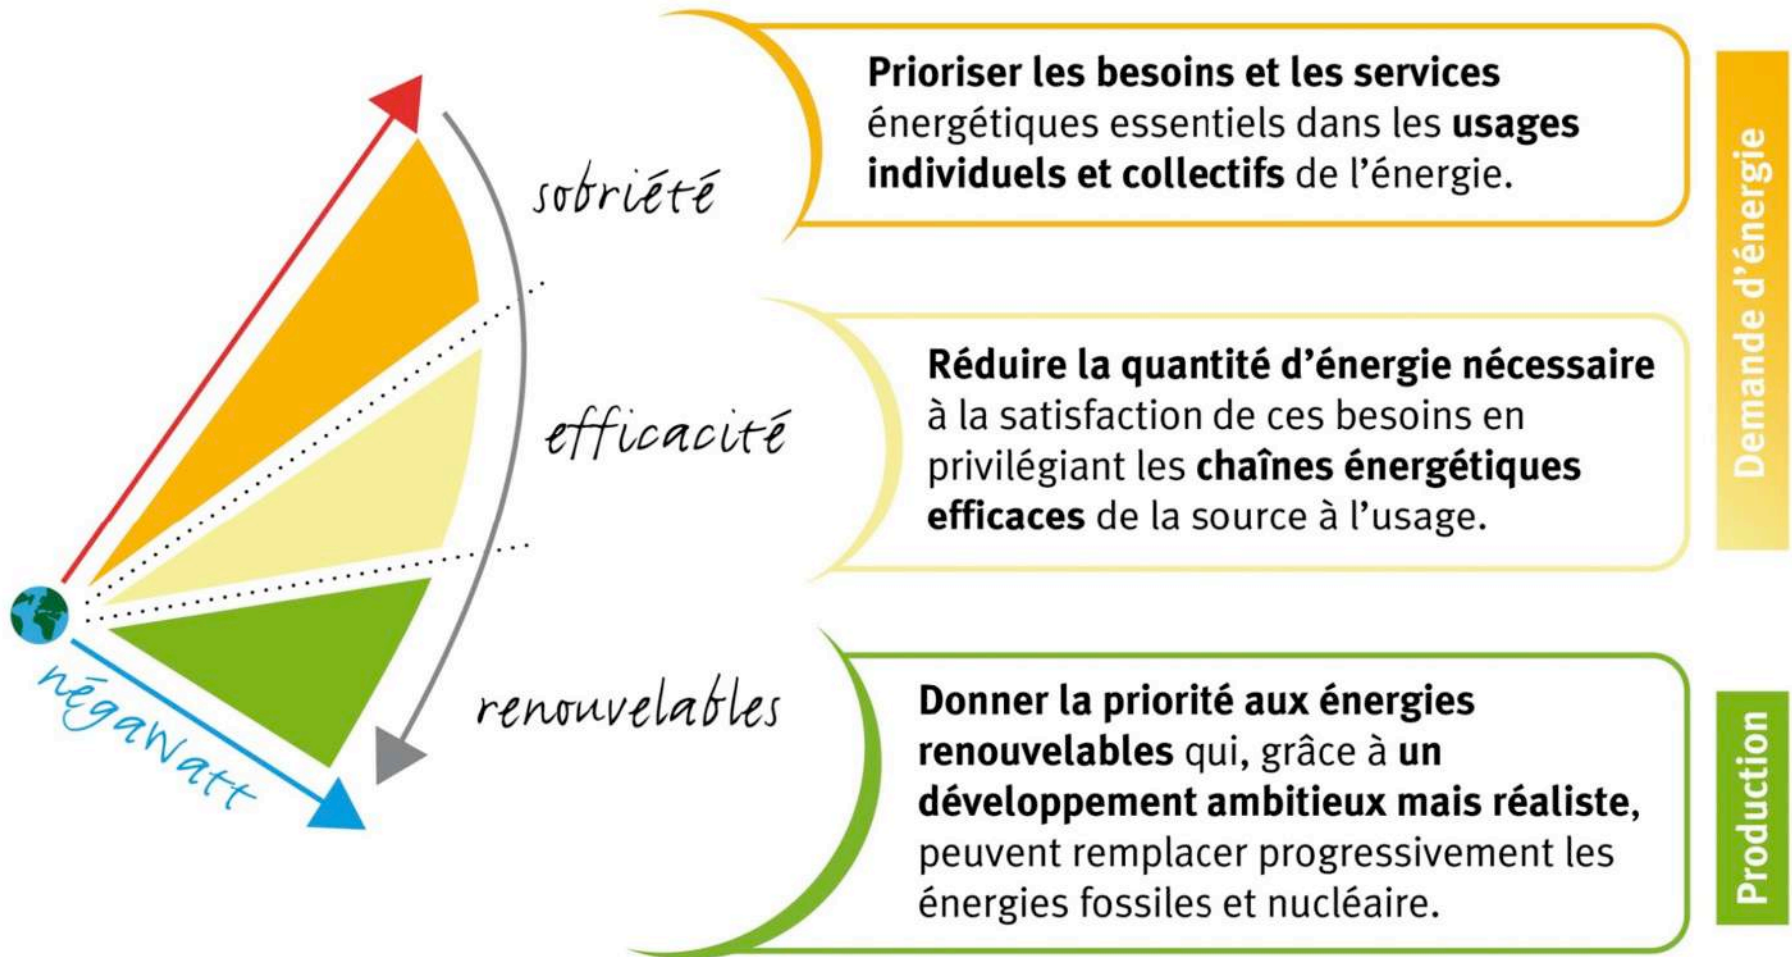 Prioriser les besoins et les services
énergétiques essentiels dans les usages
individuels et collectifs de l'énergie.
sobriété
Demande d'énergie
Réduire la quantité d'énergie nécessaire
à la satisfaction de ces besoins en
privilégiant les chaînes énergétiques
efficaces de la source à l'usage.
efficacité
négaWatt
renouvelables
Donner la priorité aux énergies
renouvelables qui, grâce à un
développement ambitieux mais réaliste,
peuvent remplacer progressivement les
énergies fossiles et nucléaire.
Production